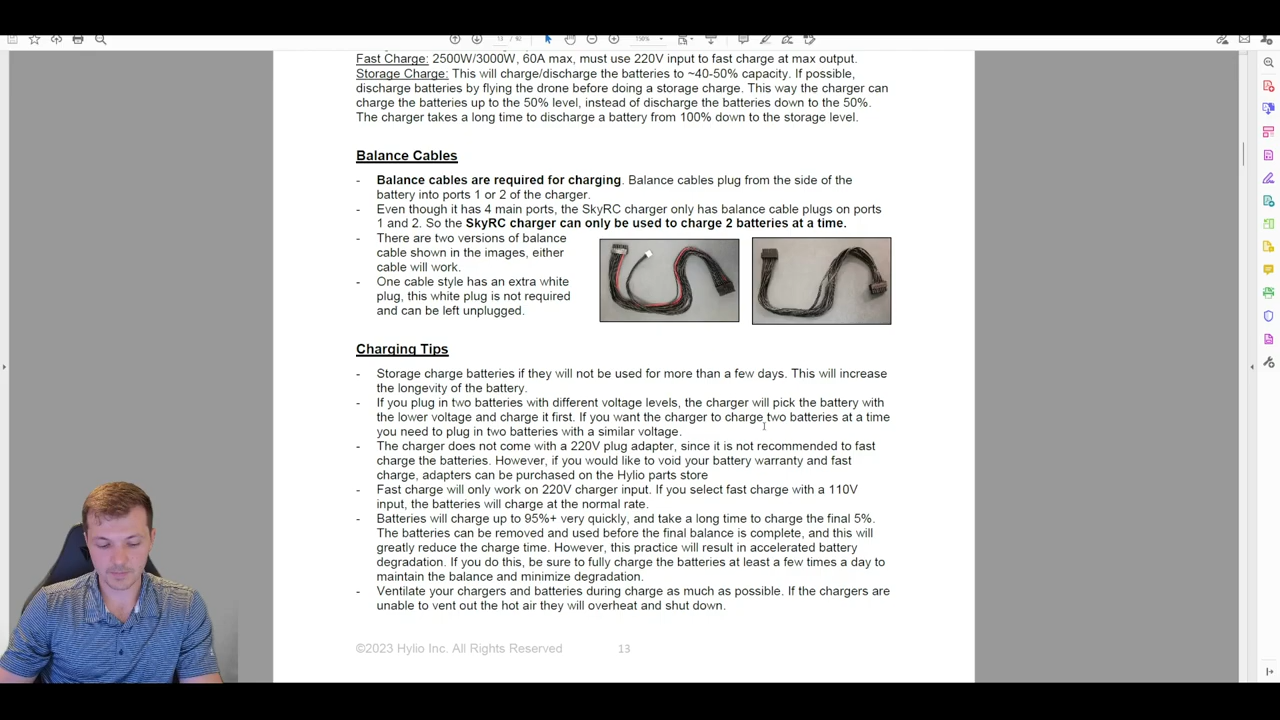 13 / 92
150%
Fast Charge: 2500W/3000W, 60A max, must use 220V input to fast charge at max output.
Storage Charge: This will charge/discharge the batteries to ~40-50% capacity. If possible,
discharge batteries by flying the drone before doing a storage charge. This way the charger can
charge the batteries up to the 50% level, instead of discharge the batteries down to the 50%.
The charger takes a long time to discharge a battery from 100% down to the storage level.
Balance Cables
- Balance cables are required for charging. Balance cables plug from the side of the
battery into ports 1 or 2 of the charger.
- Even though it has 4 main ports, the SkyRC charger only has balance cable plugs on ports
1 and 2. So the SkyRC charger can only be used to charge 2 batteries at a time.
- There are two versions of balance
cable shown in the images, either
cable will work.
- One cable style has an extra white
plug, this white plug is not required
and can be left unplugged.
Charging Tips
- Storage charge batteries if they will not be used for more than a few days. This will increase
the longevity of the battery.
- If you plug in two batteries with different voltage levels, the charger will pick the battery with
the lower voltage and charge it first. If you want the charger to charge two batteries at a time
you need to plug in two batteries with a similar voltage.
- The charger does not come with a 220V plug adapter, since it is not recommended to fast
charge the batteries. However, if you would like to void your battery warranty and fast
charge, adapters can be purchased on the Hylio parts store
- Fast charge will only work on 220V charger input. If you select fast charge with a 110V
input, the batteries will charge at the normal rate.
- Batteries will charge up to 95%+ very quickly, and take a long time to charge the final 5%.
The batteries can be removed and used before the final balance is complete, and this will
greatly reduce the charge time. However, this practice will result in accelerated battery
degradation. If you do this, be sure to fully charge the batteries at least a few times a day to
maintain the balance and minimize degradation.
- Ventilate your chargers and batteries during charge as much as possible. If the chargers are
unable to vent out the hot air they will overheat and shut down.
©2023 Hylio Inc. All Rights Reserved 13